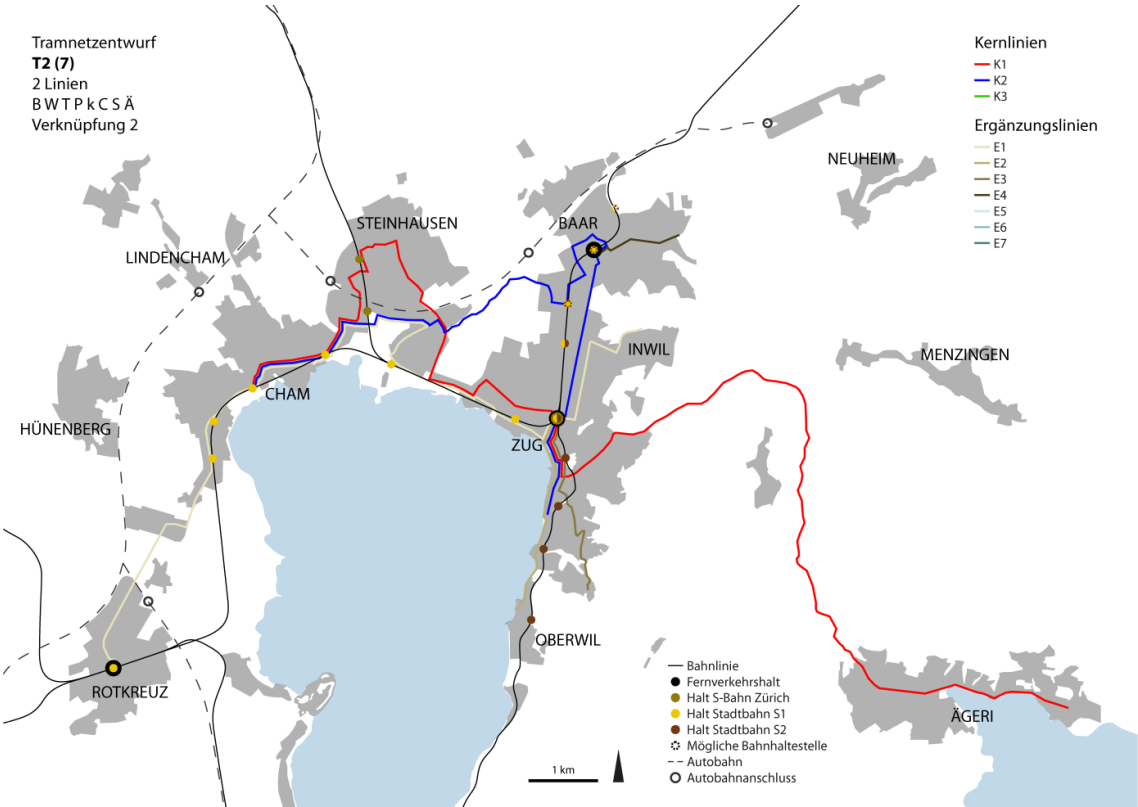 Tramnetzentwurf
T2 (7)
2 Linien
B W T P k C S Ä
Verknüpfung 2
Kernlinien
K1
K2
K3
Ergänzungslinien
E1
E2
E3
E4
E5
E6
E7
NEUHEIM
STEINHAUSEN
BAAR
LINDENCHAM
INWIL
MENZINGEN
CHAM
HÜNENBERG
ZUG
OBERWIL
ROTKREUZ
ÄGERI
Bahnlinie
Fernverkehrshalt
Halt S-Bahn Zürich
Halt Stadtbahn S1
Halt Stadtbahn S2
Mögliche Bahnhaltestelle
Autobahn
Autobahnanschluss
1 km